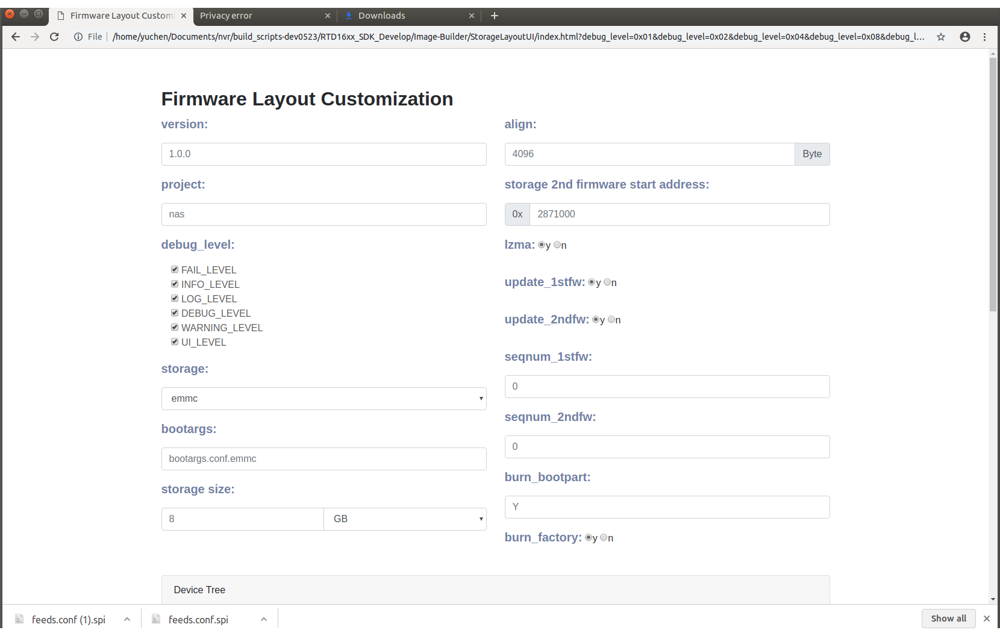 Firmware Layout Customi
Privacy error
Downloads
File
/home/yuchen/Documents/nvr/build_scripts-dev0523/RTD16xx_SDK_Develop/Image-Builder/StorageLayoutUI/index.html?debug_level=0x01&debug_level=0x02&debug_level=0x04&debug_level=0x08&debug_l...
Firmware Layout Customization
version:
1.0.0
project:
nas
debug_level:
FAIL_LEVEL
INFO_LEVEL
LOG_LEVEL
DEBUG_LEVEL
WARNING_LEVEL
UI_LEVEL
storage:
emmc
bootargs:
bootargs.conf.emmc
storage size:
8 GB
align:
4096 Byte
storage 2nd firmware start address:
0x 2871000
lzma: y n
update_1stfw: y n
update_2ndfw: y n
seqnum_1stfw:
0
seqnum_2ndfw:
0
burn_bootpart:
Y
burn_factory: y n
Device Tree
feeds.conf (1).spi
feeds.conf.spi
Show all